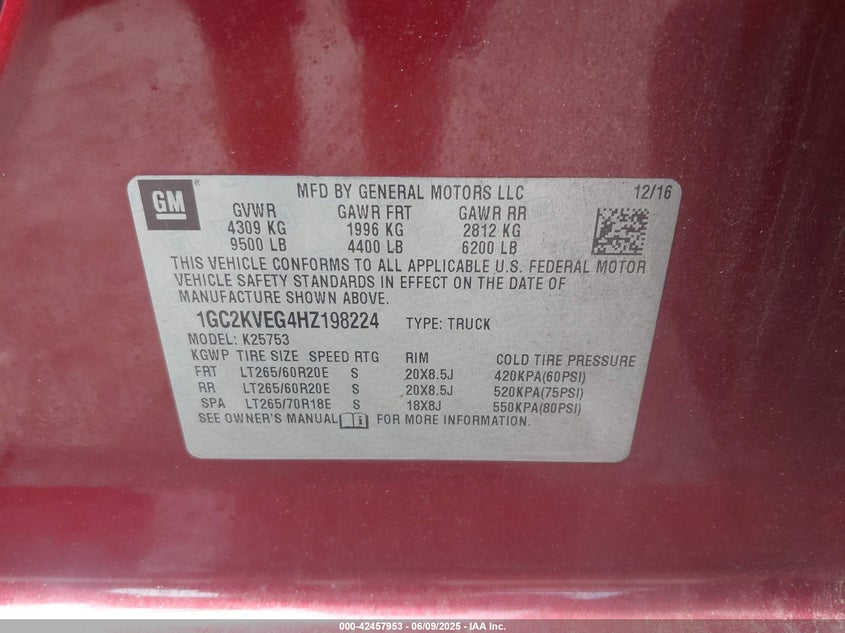 GM
MFD BY GENERAL MOTORS LLC 12/16
GVWR GAWR FRT GAWR RR
4309 KG 1996 KG 2812 KG
9500 LB 4400 LB 6200 LB
THIS VEHICLE CONFORMS TO ALL APPLICABLE U.S. FEDERAL MOTOR
VEHICLE SAFETY STANDARDS IN EFFECT ON THE DATE OF
MANUFACTURE SHOWN ABOVE.
1GC2KVEG4HZ198224 TYPE: TRUCK
MODEL: K25753
KGWP TIRE SIZE SPEED RTG RIM COLD TIRE PRESSURE
FRT LT265/60R20E S 20X8.5J 420KPA(60PSI)
RR LT265/60R20E S 20X8.5J 520KPA(75PSI)
SPA LT265/70R18E S 18X8J 550KPA(80PSI)
SEE OWNER'S MANUAL FOR MORE INFORMATION.
000-42457953 - 06/09/2025 - IAA Inc.